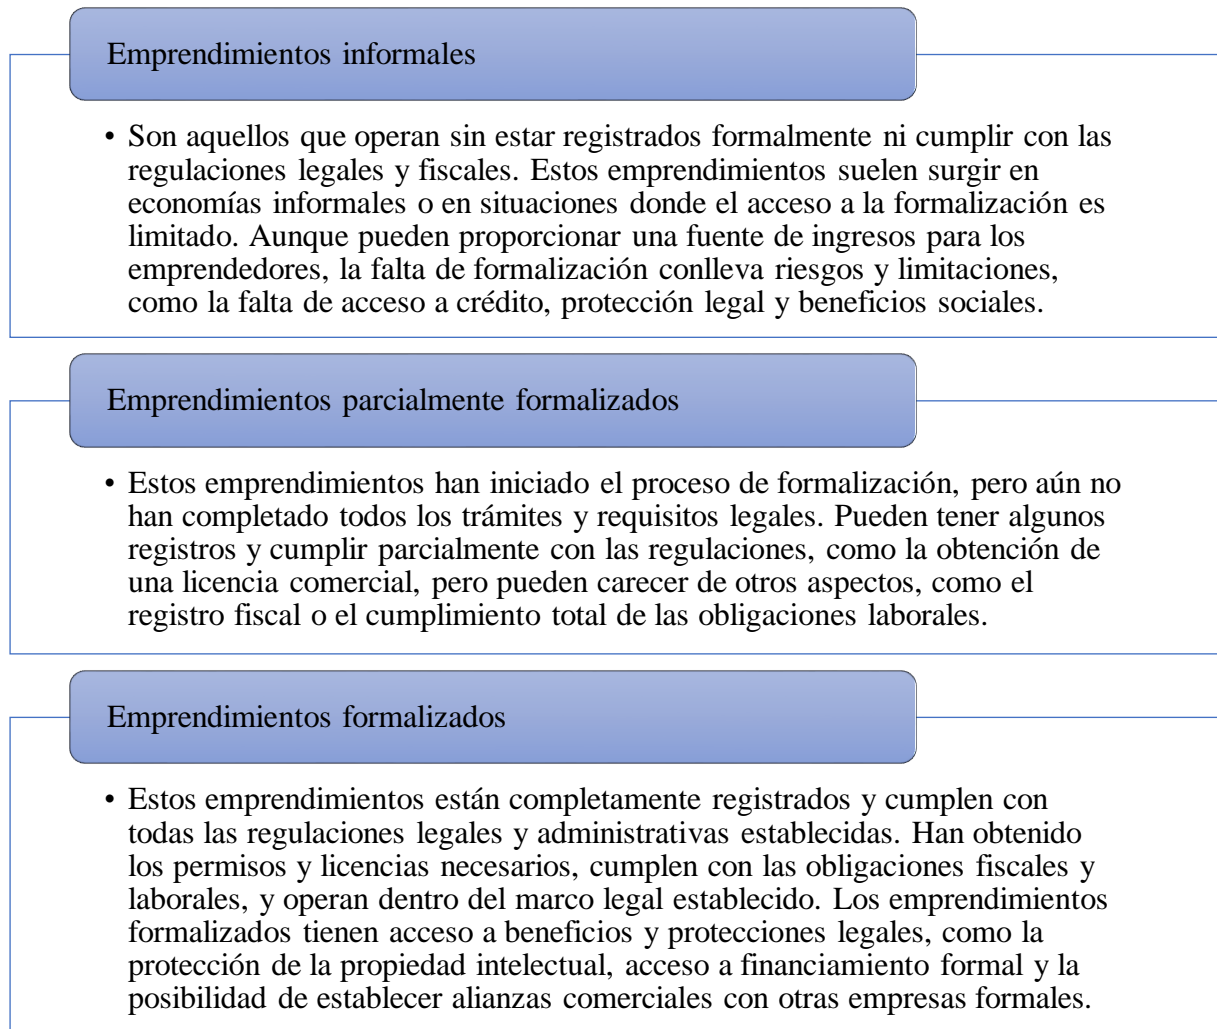 Emprendimientos informales
• Son aquellos que operan sin estar registrados formalmente ni cumplir con las
regulaciones legales y fiscales. Estos emprendimientos suelen surgir en
economías informales o en situaciones donde el acceso a la formalización es
limitado. Aunque pueden proporcionar una fuente de ingresos para los
emprendedores, la falta de formalización conlleva riesgos y limitaciones,
como la falta de acceso a crédito, protección legal y beneficios sociales.
Emprendimientos parcialmente formalizados
• Estos emprendimientos han iniciado el proceso de formalización, pero aún no
han completado todos los trámites y requisitos legales. Pueden tener algunos
registros y cumplir parcialmente con las regulaciones, como la obtención de
una licencia comercial, pero pueden carecer de otros aspectos, como el
registro fiscal o el cumplimiento total de las obligaciones laborales.
Emprendimientos formalizados
• Estos emprendimientos están completamente registrados y cumplen con
todas las regulaciones legales y administrativas establecidas. Han obtenido
los permisos y licencias necesarios, cumplen con las obligaciones fiscales y
laborales, y operan dentro del marco legal establecido. Los emprendimientos
formalizados tienen acceso a beneficios y protecciones legales, como la
protección de la propiedad intelectual, acceso a financiamiento formal y la
posibilidad de establecer alianzas comerciales con otras empresas formales.